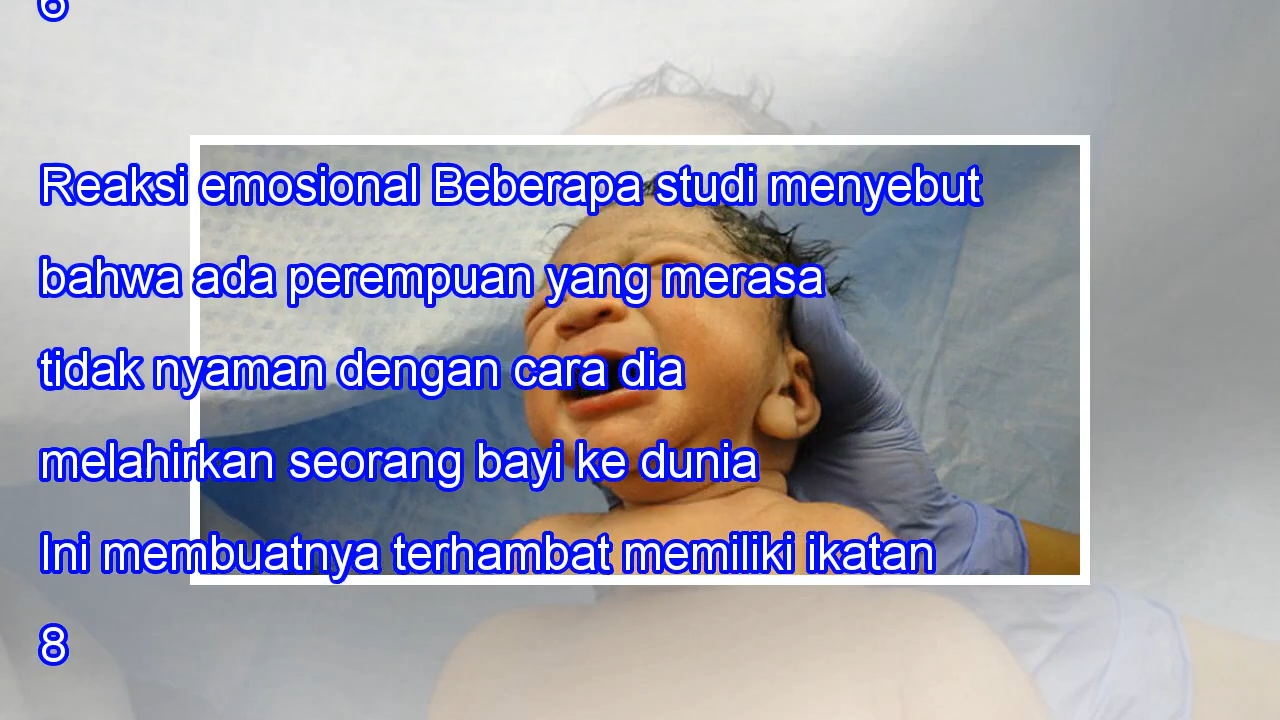 6
Reaksi emosional Beberapa studi menyebut
bahwa ada perempuan yang merasa
tidak nyaman dengan cara dia
melahirkan seorang bayi ke dunia
Ini membuatnya terhambat memiliki ikatan
8